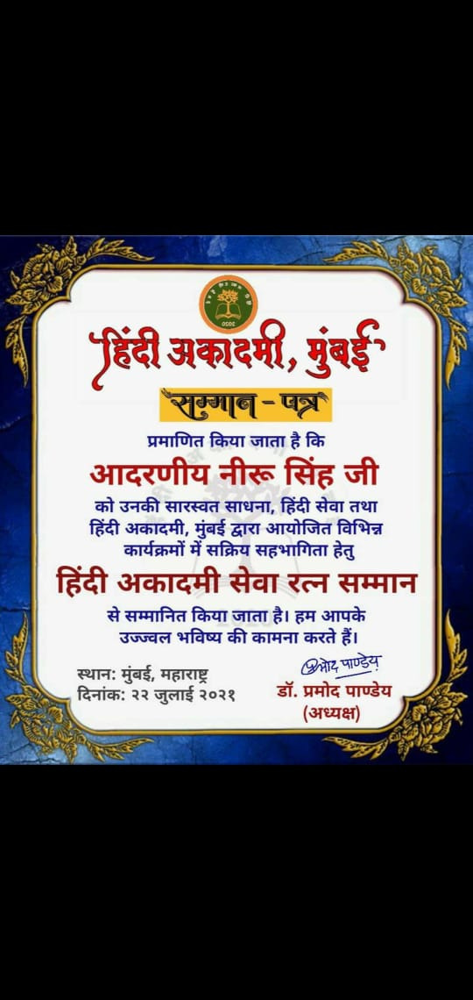 हिंदी अकादमी, मुंबई
सम्मान - पत्र
प्रमाणित किया जाता है कि
आदरणीय नीरू सिंह जी
को उनकी सारस्वत साधना, हिंदी सेवा तथा
हिंदी अकादमी, मुंबई द्वारा आयोजित विभिन्न
कार्यक्रमों में सक्रिय सहभागिता हेतु
हिंदी अकादमी सेवा रत्न सम्मान
से सम्मानित किया जाता है। हम आपके
उज्ज्वल भविष्य की कामना करते हैं।
प्रमोद पाण्डेय
स्थान: मुंबई, महाराष्ट्र
दिनांक: २२ जुलाई २०२१
डॉ. प्रमोद पाण्डेय
(अध्यक्ष)